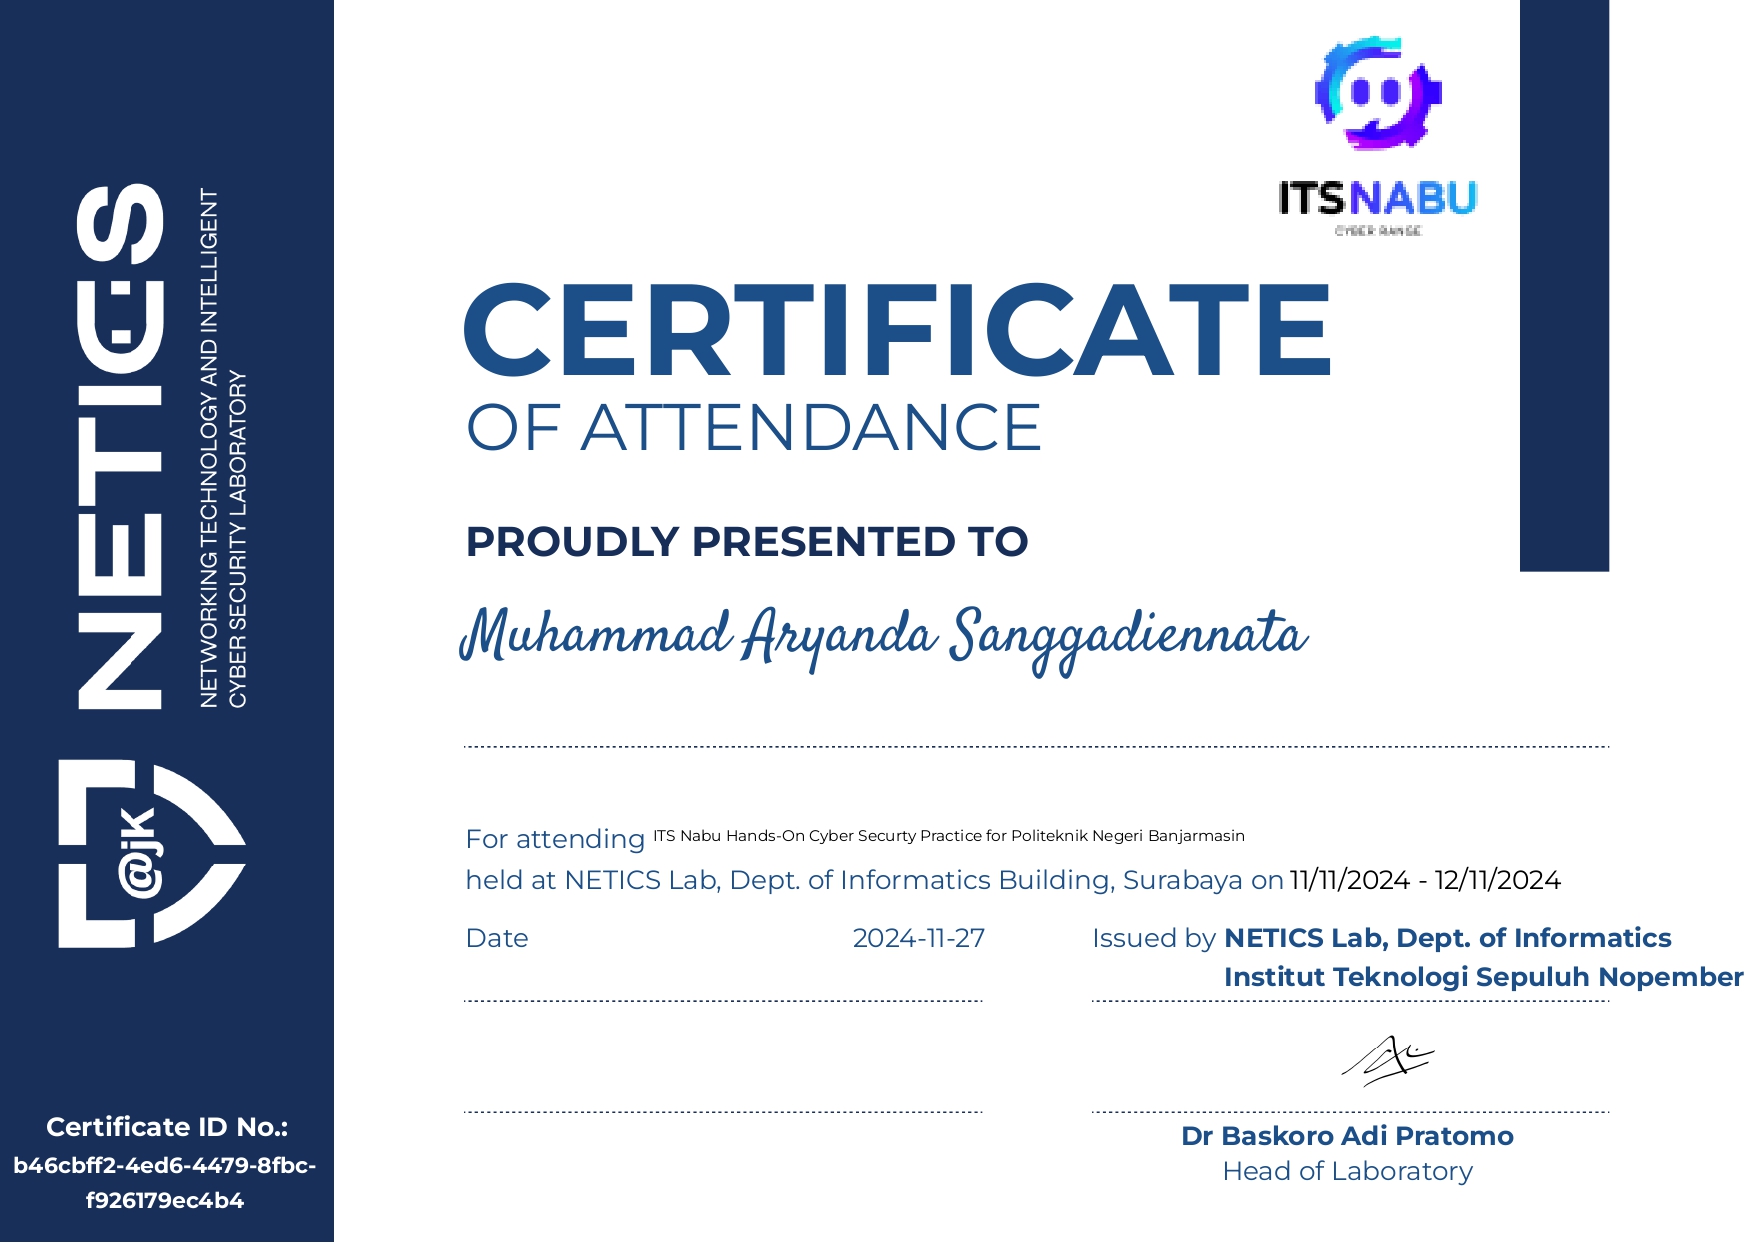 NETICS
NETWORKING TECHNOLOGY AND INTELLIGENT
CYBER SECURITY LABORATORY
@jK
Certificate ID No.:
b46cbff2-4ed6-4479-8fbc-
f926179ec4b4
ITSNABU
CYBER RANGE
CERTIFICATE
OF ATTENDANCE
PROUDLY PRESENTED TO
Muhammad Aryanda Sanggadiennata
For attending ITS Nabu Hands-On Cyber Securty Practice for Politeknik Negeri Banjarmasin
held at NETICS Lab, Dept. of Informatics Building, Surabaya on 11/11/2024 - 12/11/2024
Date 2024-11-27
Issued by NETICS Lab, Dept. of Informatics
Institut Teknologi Sepuluh Nopember
Dr Baskoro Adi Pratomo
Head of Laboratory